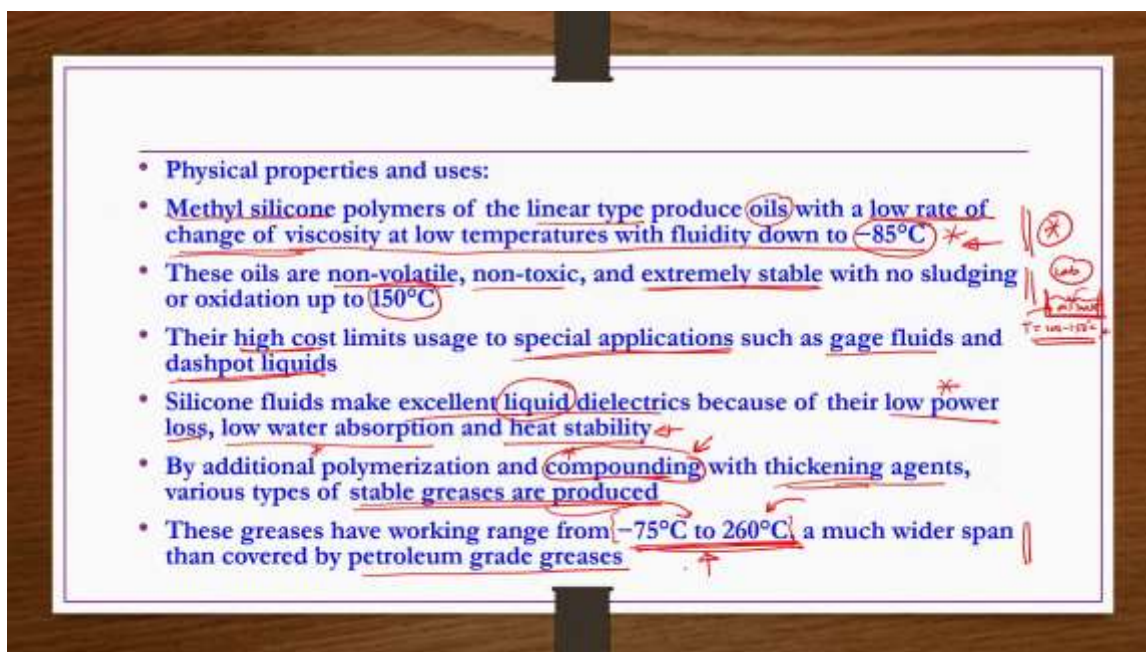 • Physical properties and uses:
• Methyl silicone polymers of the linear type produce oils with a low rate of
change of viscosity at low temperatures with fluidity down to −85°C
• These oils are non-volatile, non-toxic, and extremely stable with no sludging
or oxidation up to 150°C
• Their high cost limits usage to special applications such as gage fluids and
dashpot liquids
• Silicone fluids make excellent liquid dielectrics because of their low power
loss, low water absorption and heat stability
• By additional polymerization and compounding with thickening agents,
various types of stable greases are produced
• These greases have working range from −75°C to 260°C, a much wider span
than covered by petroleum grade greases